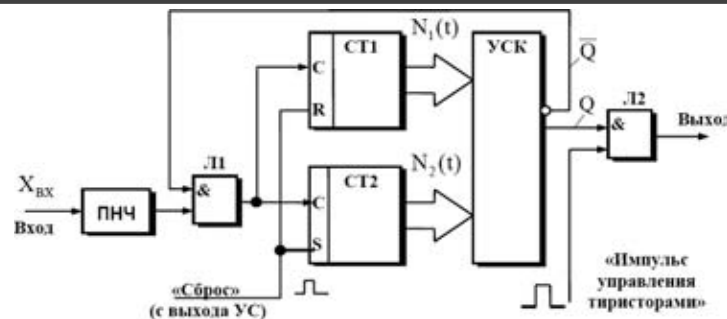 СТ1
N₁(t)
УСК
Q̅
C
Q
Л2
R
&
Выход
Л1
СТ2
N₂(t)
X_ВХ
&
ПНЧ
C
Вход
S
«Сброс»
(с выхода УС)
«Импульс
управления
тиристорами»